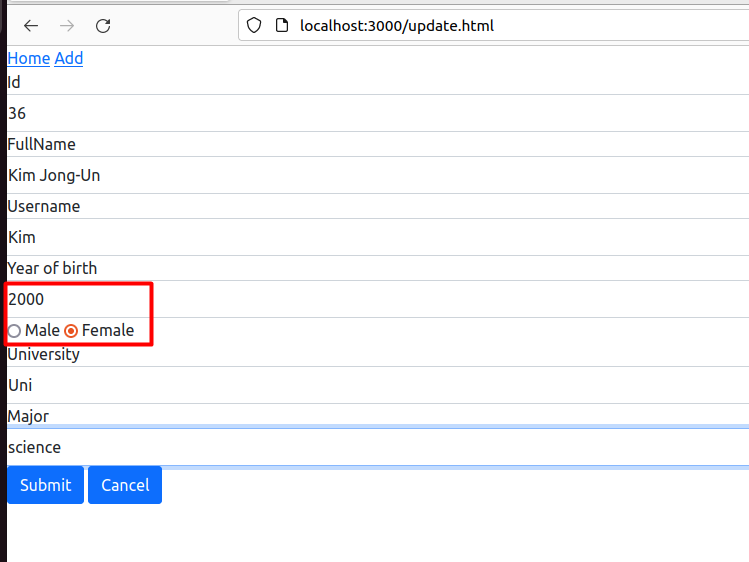 localhost:3000/update.html
Home Add
Id
36
FullName
Kim Jong-Un
Username
Kim
Year of birth
2000
Male Female
University
Uni
Major
science
Submit Cancel